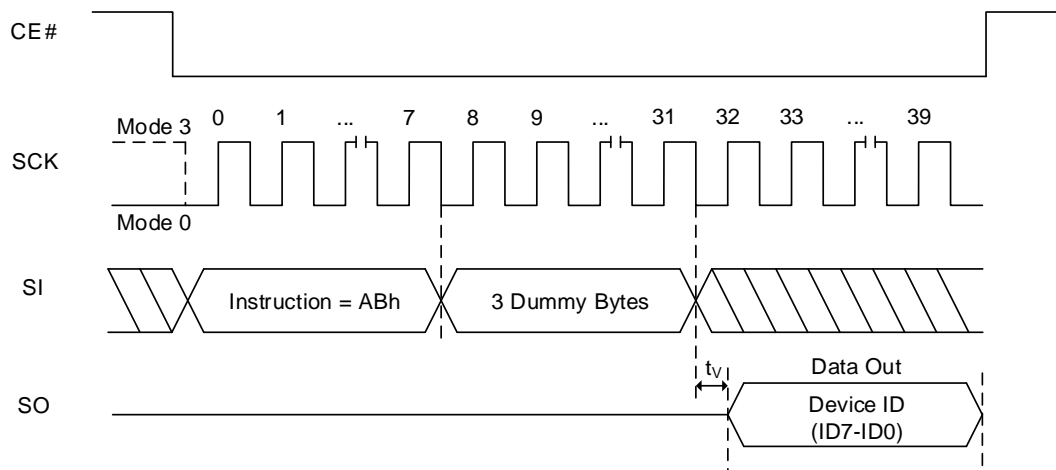 CE#
Mode 3 0 1 ... 7 8 9 ... 31 32 33 ... 39
SCK
Mode 0
SI
Instruction = ABh 3 Dummy Bytes
tV Data Out
SO
Device ID
(ID7-ID0)